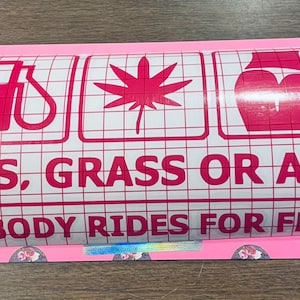 S, GRASS OR A
BODY RIDES FOR F